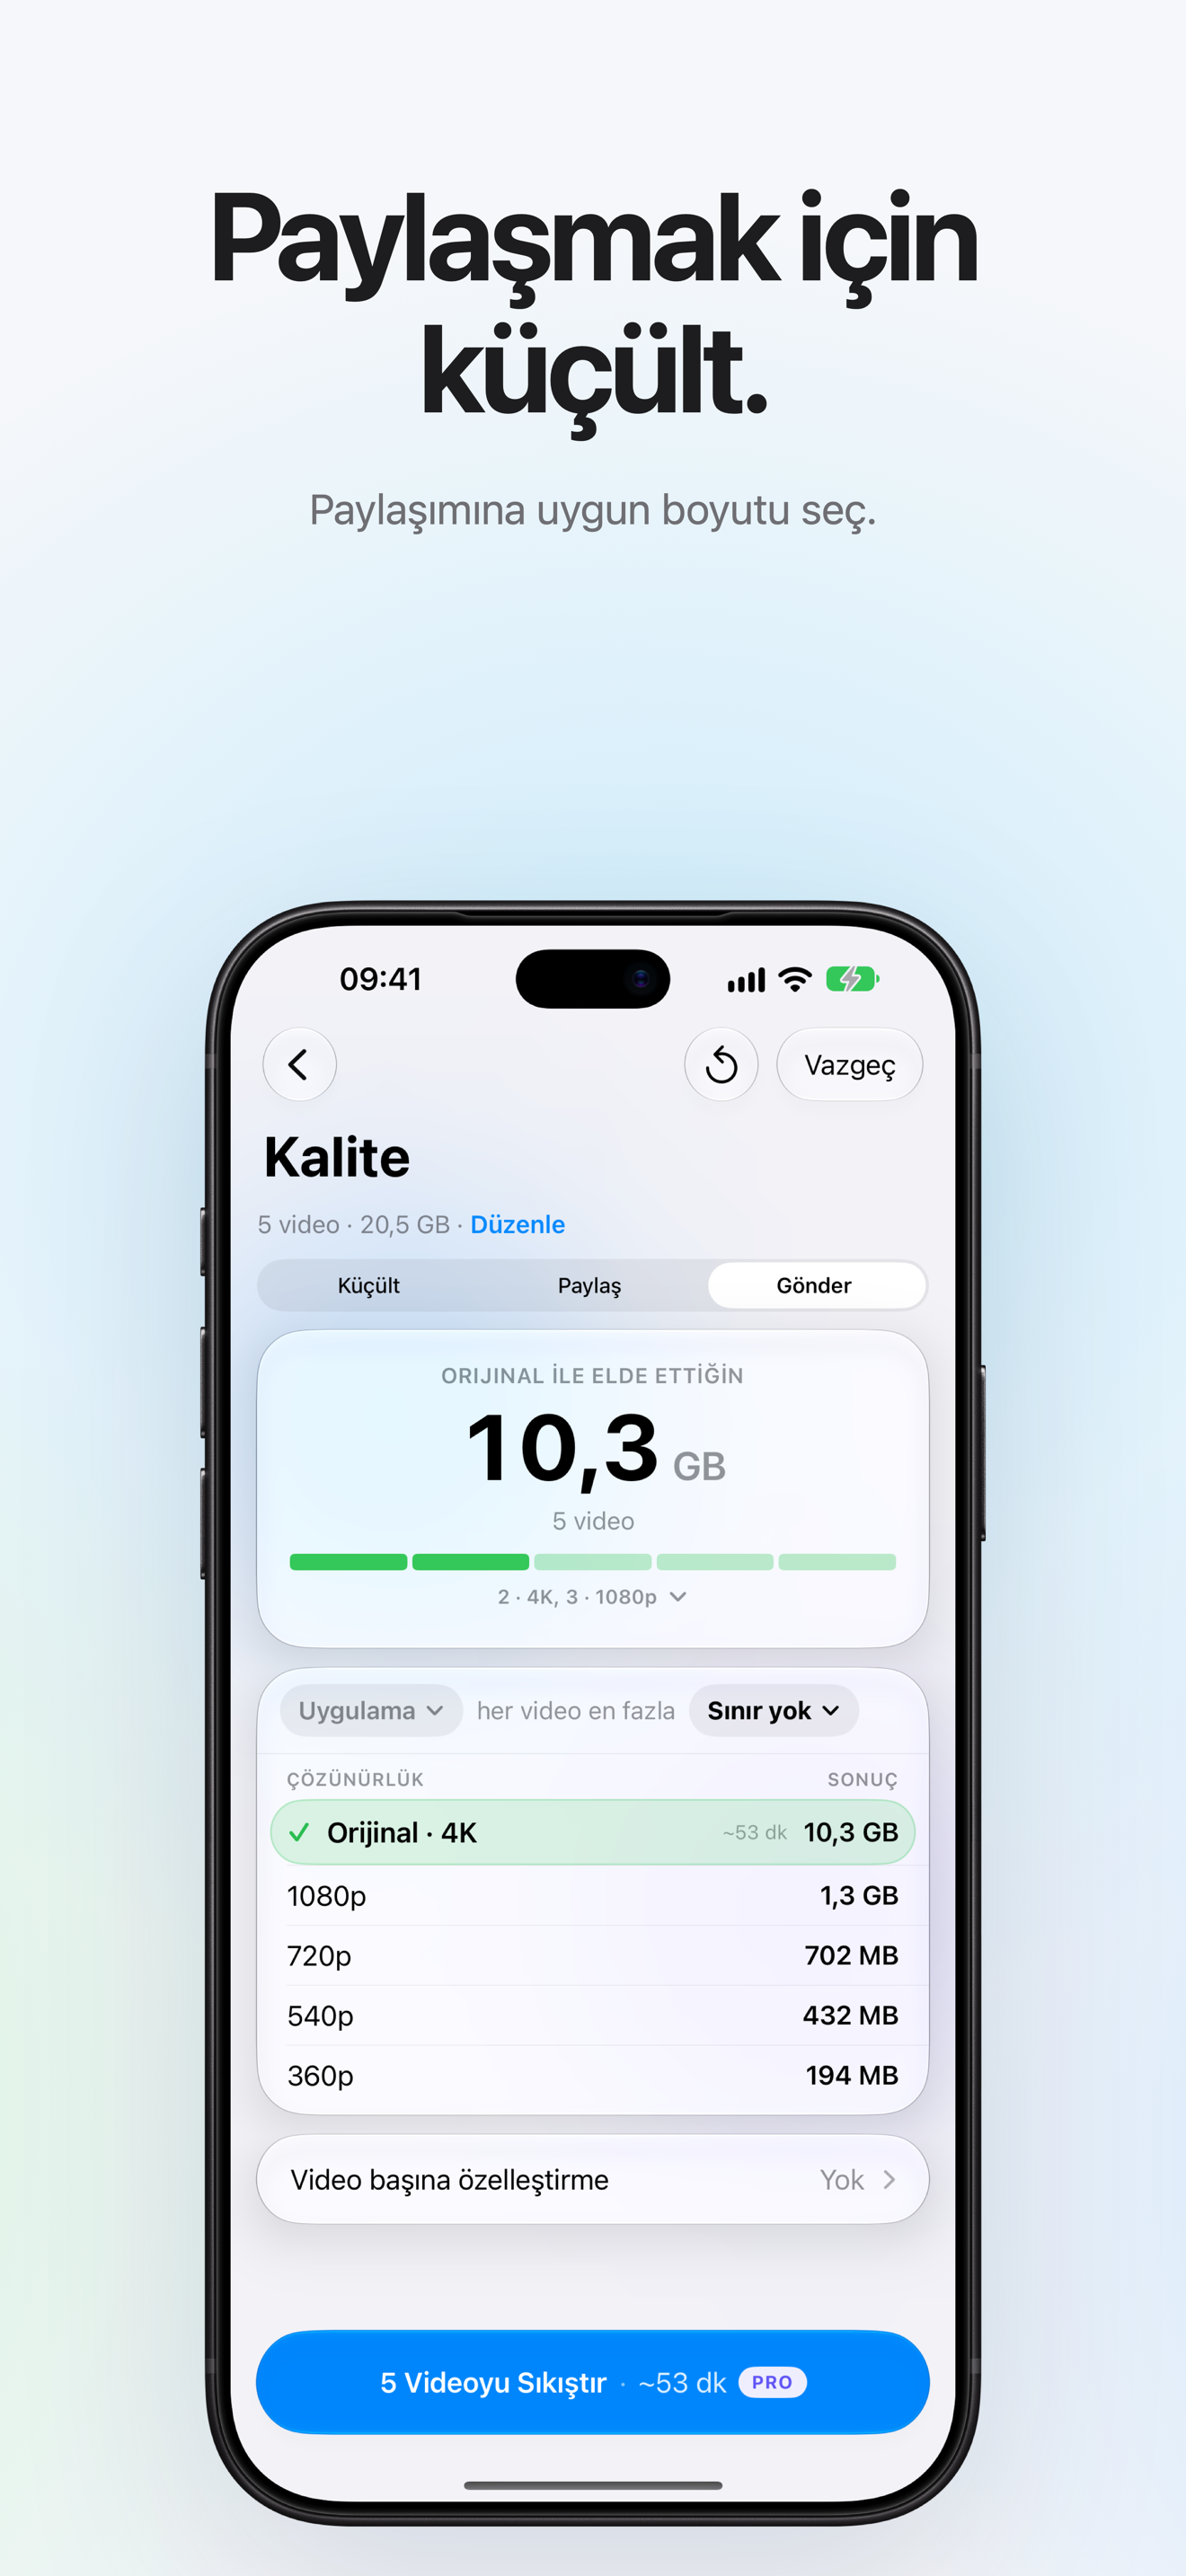 Paylaşmak için
küçült.
Paylaşımına uygun boyutu seç.
09:41
Vazgeç
Kalite
5 video · 20,5 GB · Düzenle
Küçült Paylaş Gönder
ORIJINAL İLE ELDE ETTİĞİN
10,3 GB
5 video
2 · 4K, 3 · 1080p
Uygulama her video en fazla Sınır yok
ÇÖZÜNÜRLÜK SONUÇ
Orijinal · 4K ~53 dk 10,3 GB
1080p 1,3 GB
720p 702 MB
540p 432 MB
360p 194 MB
Video başına özelleştirme Yok
5 Videoyu Sıkıştır · ~53 dk PRO